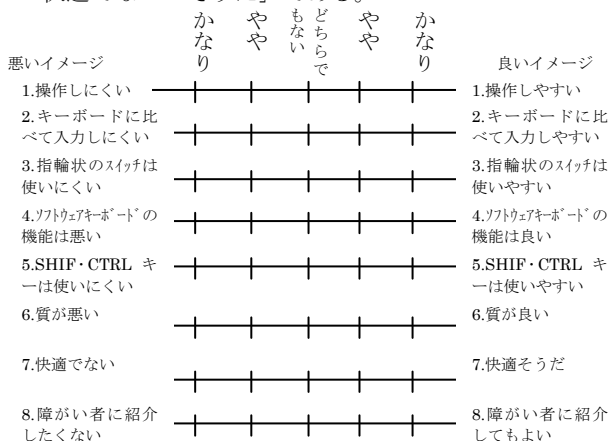 かなり
やや
どちらで
もない
やや
かなり
悪いイメージ
良いイメージ
1.操作しにくい
1.操作しやすい
2.キーボードに比
べて入力しにくい
2.キーボードに比
べて入力しやすい
3.指輪状のｽｲｯﾁは
使いにくい
3.指輪状のｽｲｯﾁは
使いやすい
4.ｿﾌﾄｳｪｱｷｰﾎﾞｰﾄﾞの
機能は悪い
4.ｿﾌﾄｳｪｱｷｰﾎﾞｰﾄﾞの
機能は良い
5.SHIF・CTRL キ
ーは使いにくい
5.SHIF・CTRL キ
ーは使いやすい
6.質が悪い
6.質が良い
7.快適でない
7.快適そうだ
8.障がい者に紹介
したくない
8.障がい者に紹介
してもよい